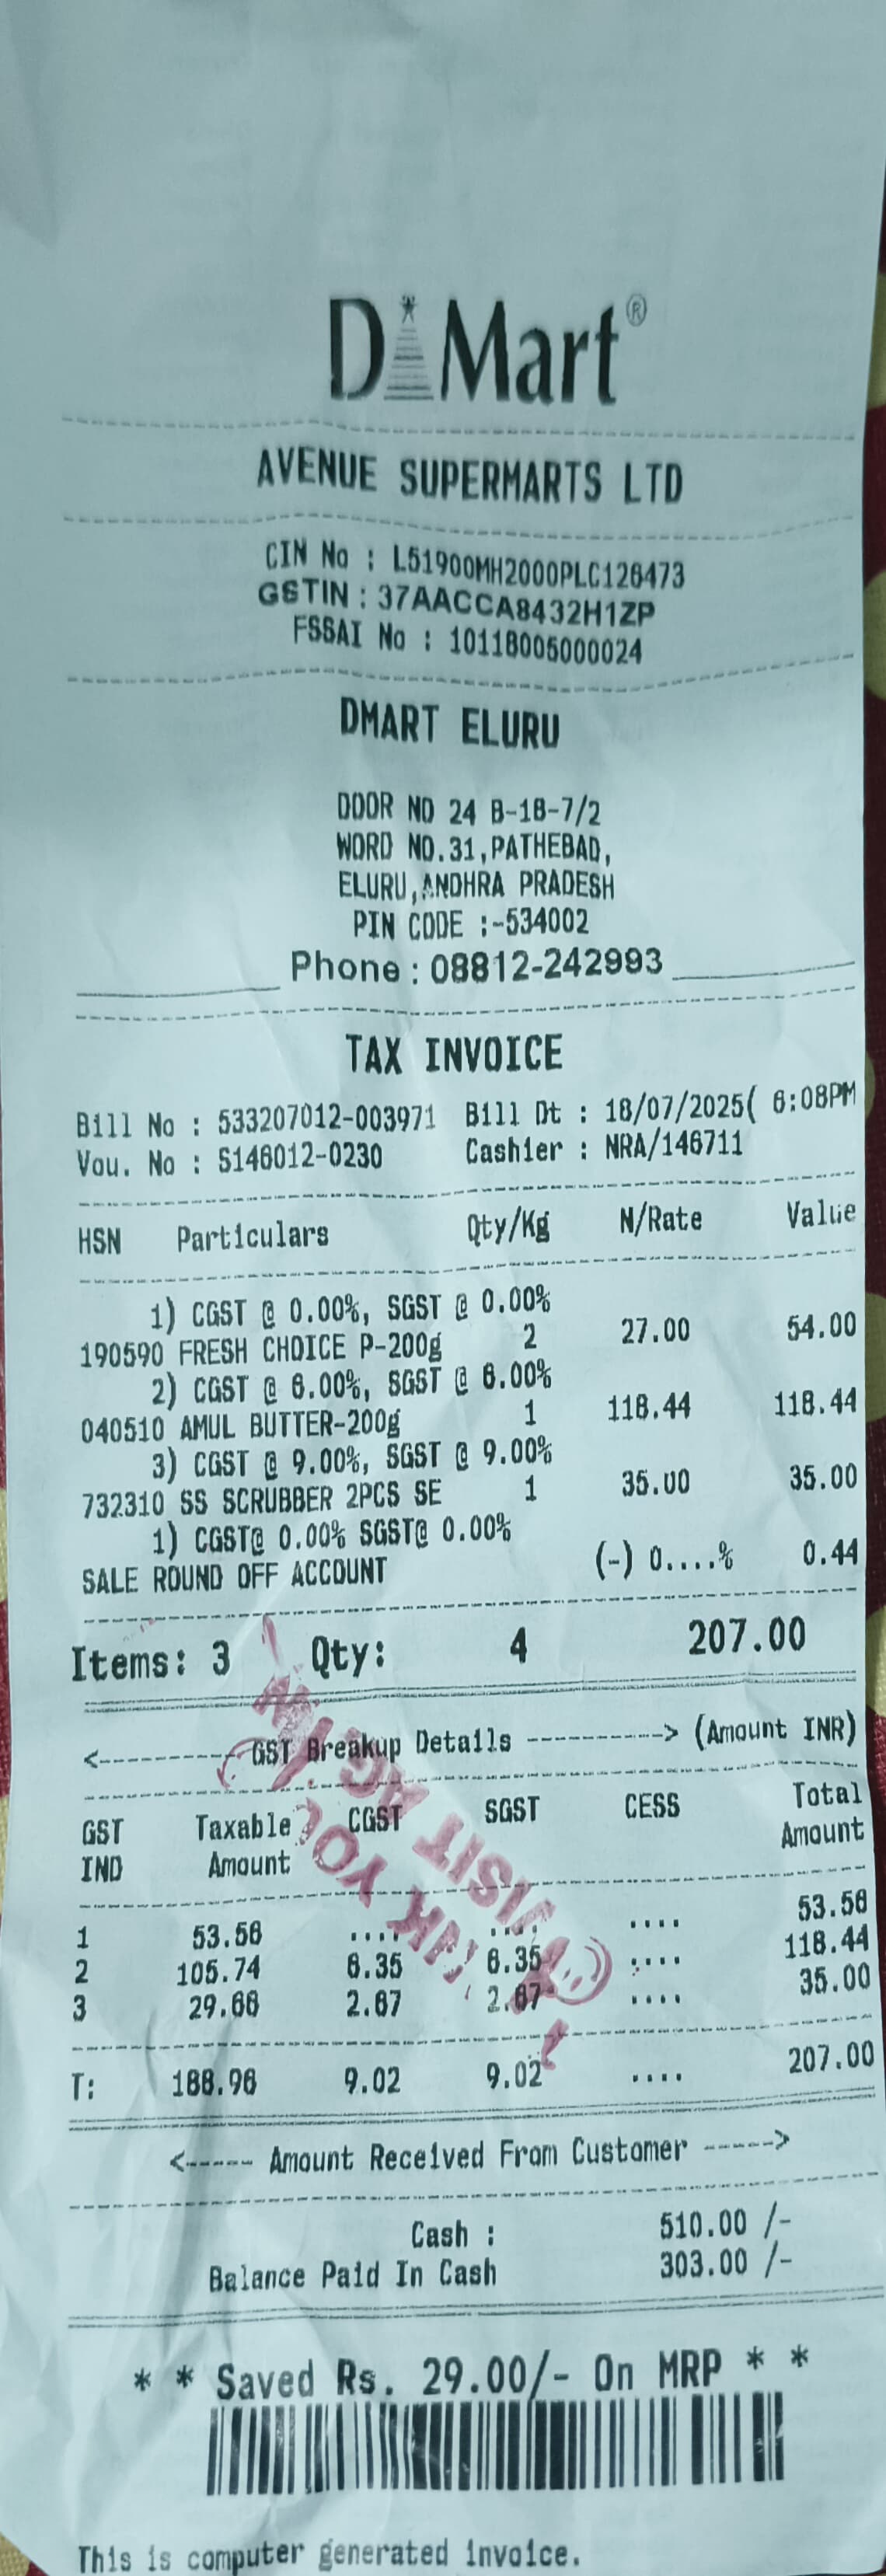 D Mart®
AVENUE SUPERMARTS LTD
CIN No : L51900MH2000PLC126473
GSTIN : 37AACCA8432H1ZP
FSSAI No : 10118005000024
DMART ELURU
DOOR NO 24 B-18-7/2
WORD NO.31,PATHEBAD,
ELURU,ANDHRA PRADESH
PIN CODE :-534002
Phone : 08812-242993
TAX INVOICE
Bill No : 533207012-003971 Bill Dt : 18/07/2025( 6:08PM
Vou. No : S146012-0230 Cashier : NRA/146711
HSN Particulars Qty/Kg N/Rate Value
1) CGST @ 0.00%, SGST @ 0.00%
190590 FRESH CHOICE P-200g 2 27.00 54.00
2) CGST @ 6.00%, SGST @ 6.00%
040510 AMUL BUTTER-200g 1 118.44 118.44
3) CGST @ 9.00%, SGST @ 9.00%
732310 SS SCRUBBER 2PCS SE 1 35.00 35.00
1) CGST@ 0.00% SGST@ 0.00%
SALE ROUND OFF ACCOUNT (-) 0....% 0.44
Items: 3 Qty: 4 207.00
<--------- GST Breakup Details ----------> (Amount INR)
GST Taxable CGST SGST CESS Total
IND Amount Amount
1 53.56 .... .... .... 53.56
2 105.74 6.35 6.35 .... 118.44
3 29.66 2.67 2.67 .... 35.00
T: 188.96 9.02 9.02 .... 207.00
<----- Amount Received From Customer ----->
Cash : 510.00 /-
Balance Paid In Cash 303.00 /-
* * Saved Rs. 29.00/- On MRP * *
This is computer generated invoice.
VISIT AGAIN
YOU